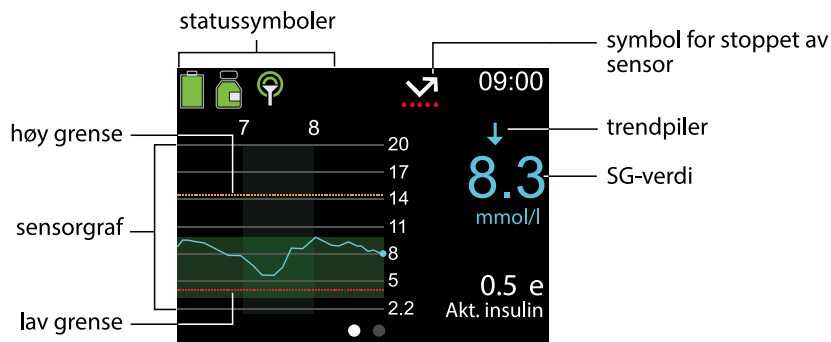 statussymboler
symbol for stoppet av
sensor
09:00
7 8
høy grense
trendpiler
20
17
14
11
8
5
2.2
8.3
SG-verdi
mmol/l
sensorgraf
0.5 e
Akt. insulin
lav grense